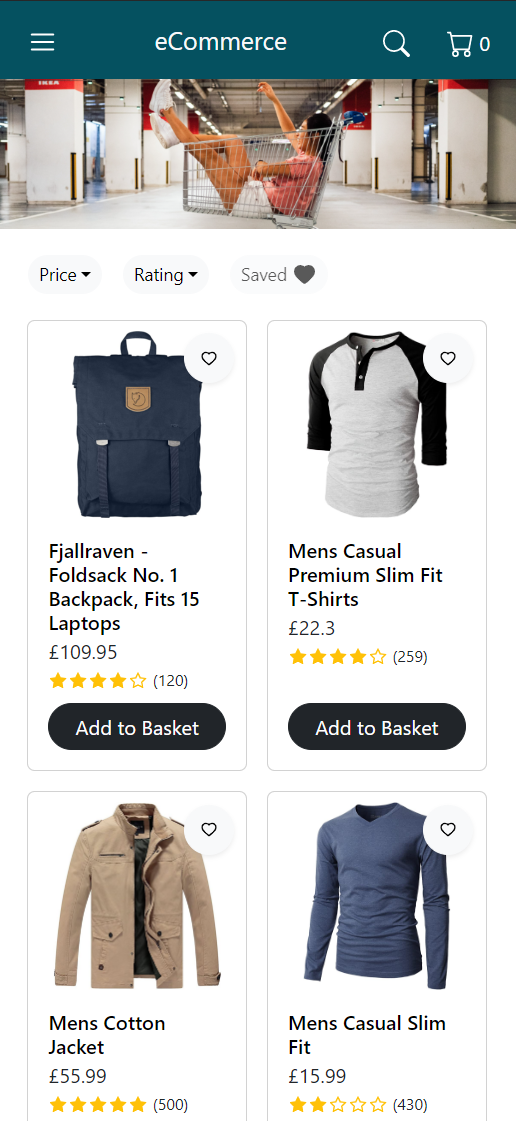 eCommerce
0
IKEA
Price
Rating
Saved
Fjallraven -
Foldsack No. 1
Backpack, Fits 15
Laptops
£109.95
(120)
Add to Basket
Mens Casual
Premium Slim Fit
T-Shirts
£22.3
(259)
Add to Basket
Mens Cotton
Jacket
£55.99
(500)
Mens Casual Slim
Fit
£15.99
(430)